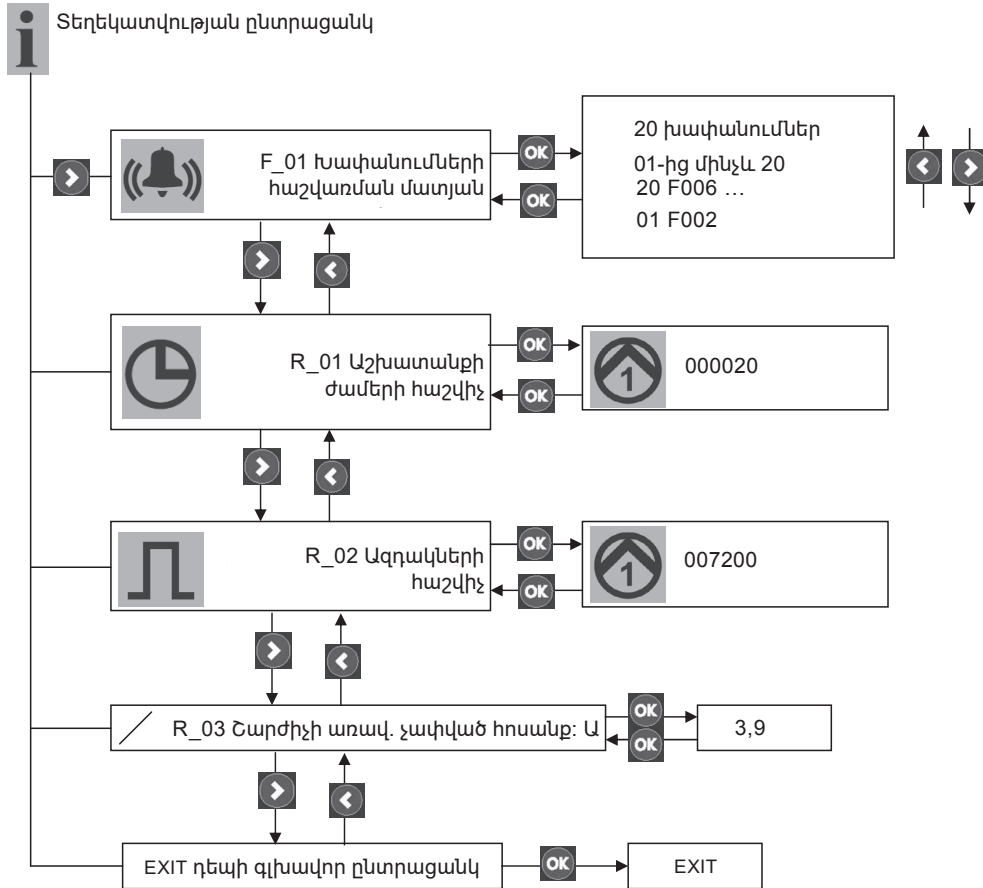 Տեղեկատվության ընտրացանկ
F_01 Խափանումների
հաշվառման մատյան
OK
OK
20 խափանումներ
01-ից մինչև 20
20 F006 ...
01 F002
R_01 Աշխատանքի
ժամերի հաշվիչ
OK
OK
1
000020
R_02 Ազդակների
հաշվիչ
OK
OK
1
007200
R_03 Շարժիչի առավ. չափված հոսանք: Ա
OK
OK
3,9
EXIT դեպի գլխավոր ընտրացանկ
OK
EXIT